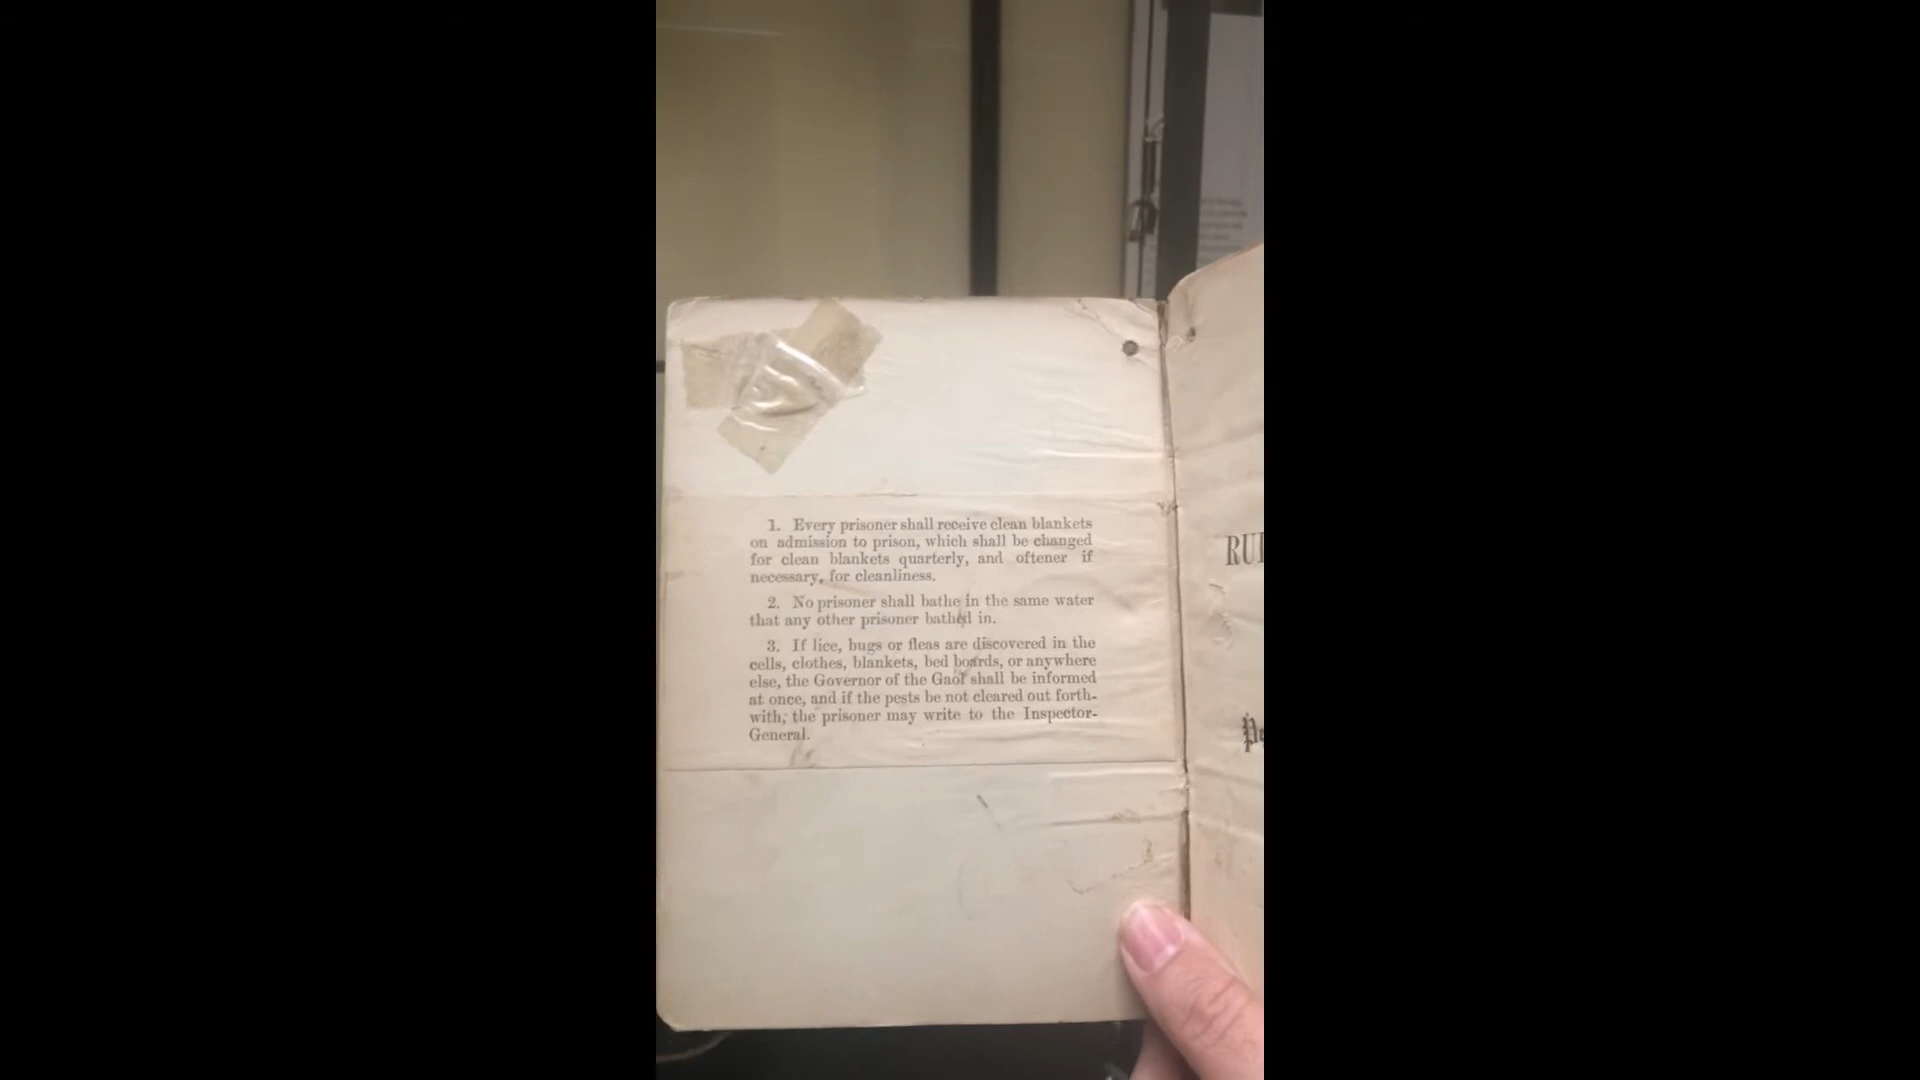 1. Every prisoner shall receive clean blankets
on admission to prison, which shall be changed
for clean blankets quarterly, and oftener if
necessary, for cleanliness.
2. No prisoner shall bathe in the same water
that any other prisoner bathed in.
3. If lice, bugs or fleas are discovered in the
cells, clothes, blankets, bed boards, or anywhere
else, the Governor of the Gaol shall be informed
at once, and if the pests be not cleared out forth-
with, the prisoner may write to the Inspector-
General.